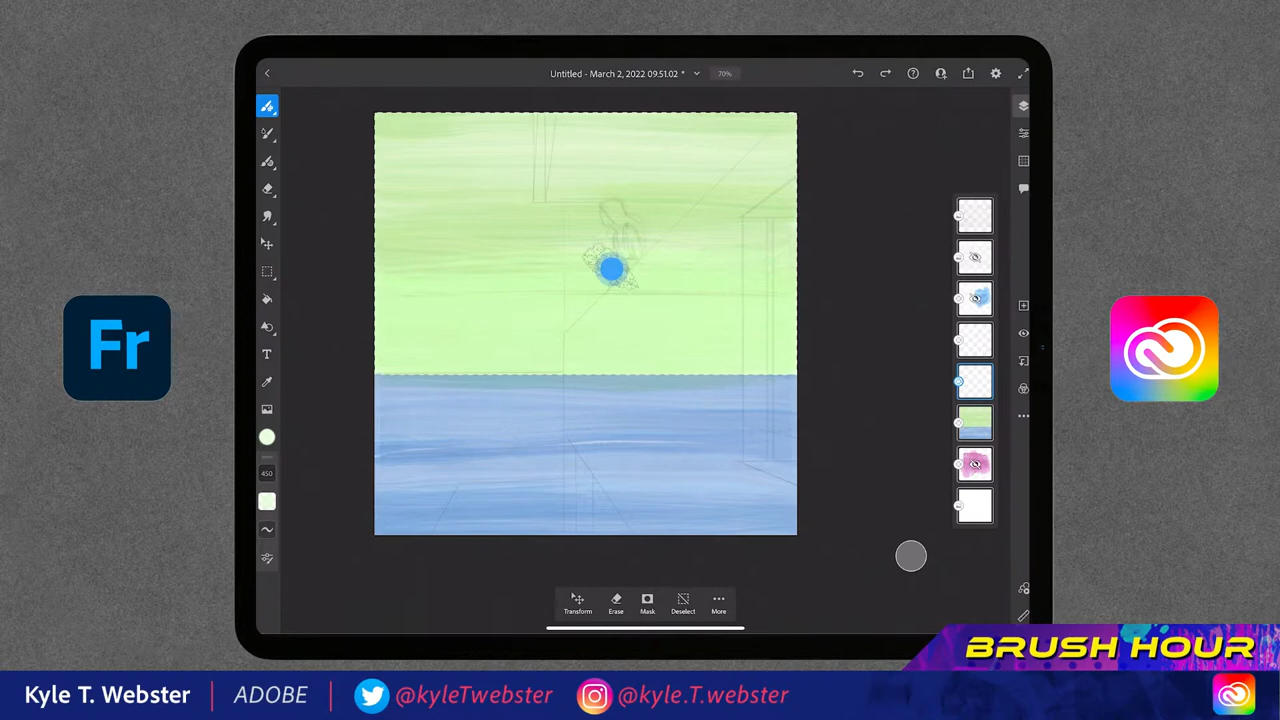 Untitled - March 2, 2022 09.51.02 *
70%
Fr
T
450
Transform
Erase
Mask
Deselect
More
BRUSH HOUR
Kyle T. Webster | ADOBE | @kyleTwebster @kyle.T.webster